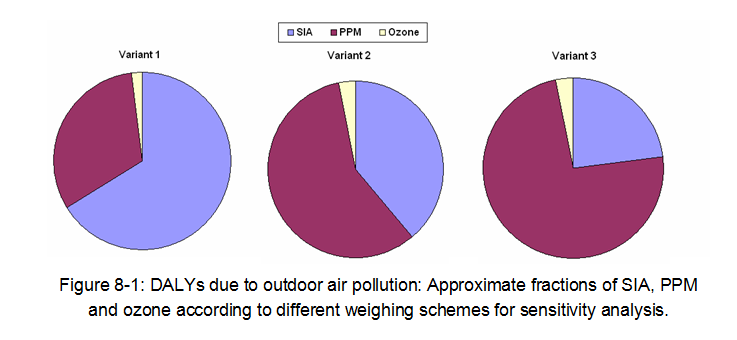 SIA PPM Ozone
Variant 1
Variant 2
Variant 3
Figure 8-1: DALYs due to outdoor air pollution: Approximate fractions of SIA, PPM
and ozone according to different weighing schemes for sensitivity analysis.